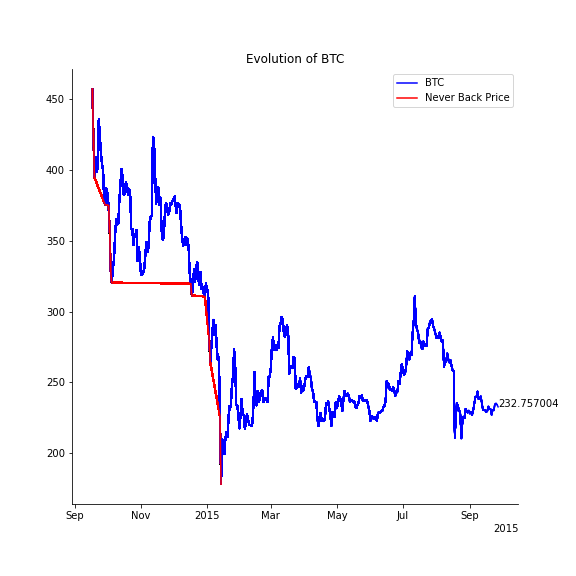 Evolution of BTC
BTC
Never Back Price
450
400
350
300
250
200
232.757004
Sep
Nov
2015
Mar
May
Jul
Sep
2015